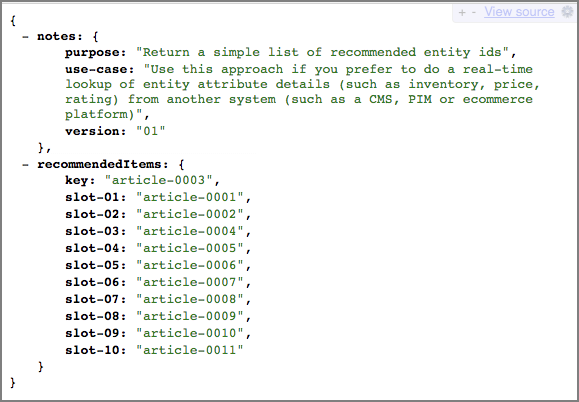 + - View source
{
- notes: {
purpose: "Return a simple list of recommended entity ids",
use-case: "Use this approach if you prefer to do a real-time
lookup of entity attribute details (such as inventory, price,
rating) from another system (such as a CMS, PIM or ecommerce
platform)",
version: "01"
},
- recommendedItems: {
key: "article-0003",
slot-01: "article-0001",
slot-02: "article-0002",
slot-03: "article-0004",
slot-04: "article-0005",
slot-05: "article-0006",
slot-06: "article-0007",
slot-07: "article-0008",
slot-08: "article-0009",
slot-09: "article-0010",
slot-10: "article-0011"
}
}